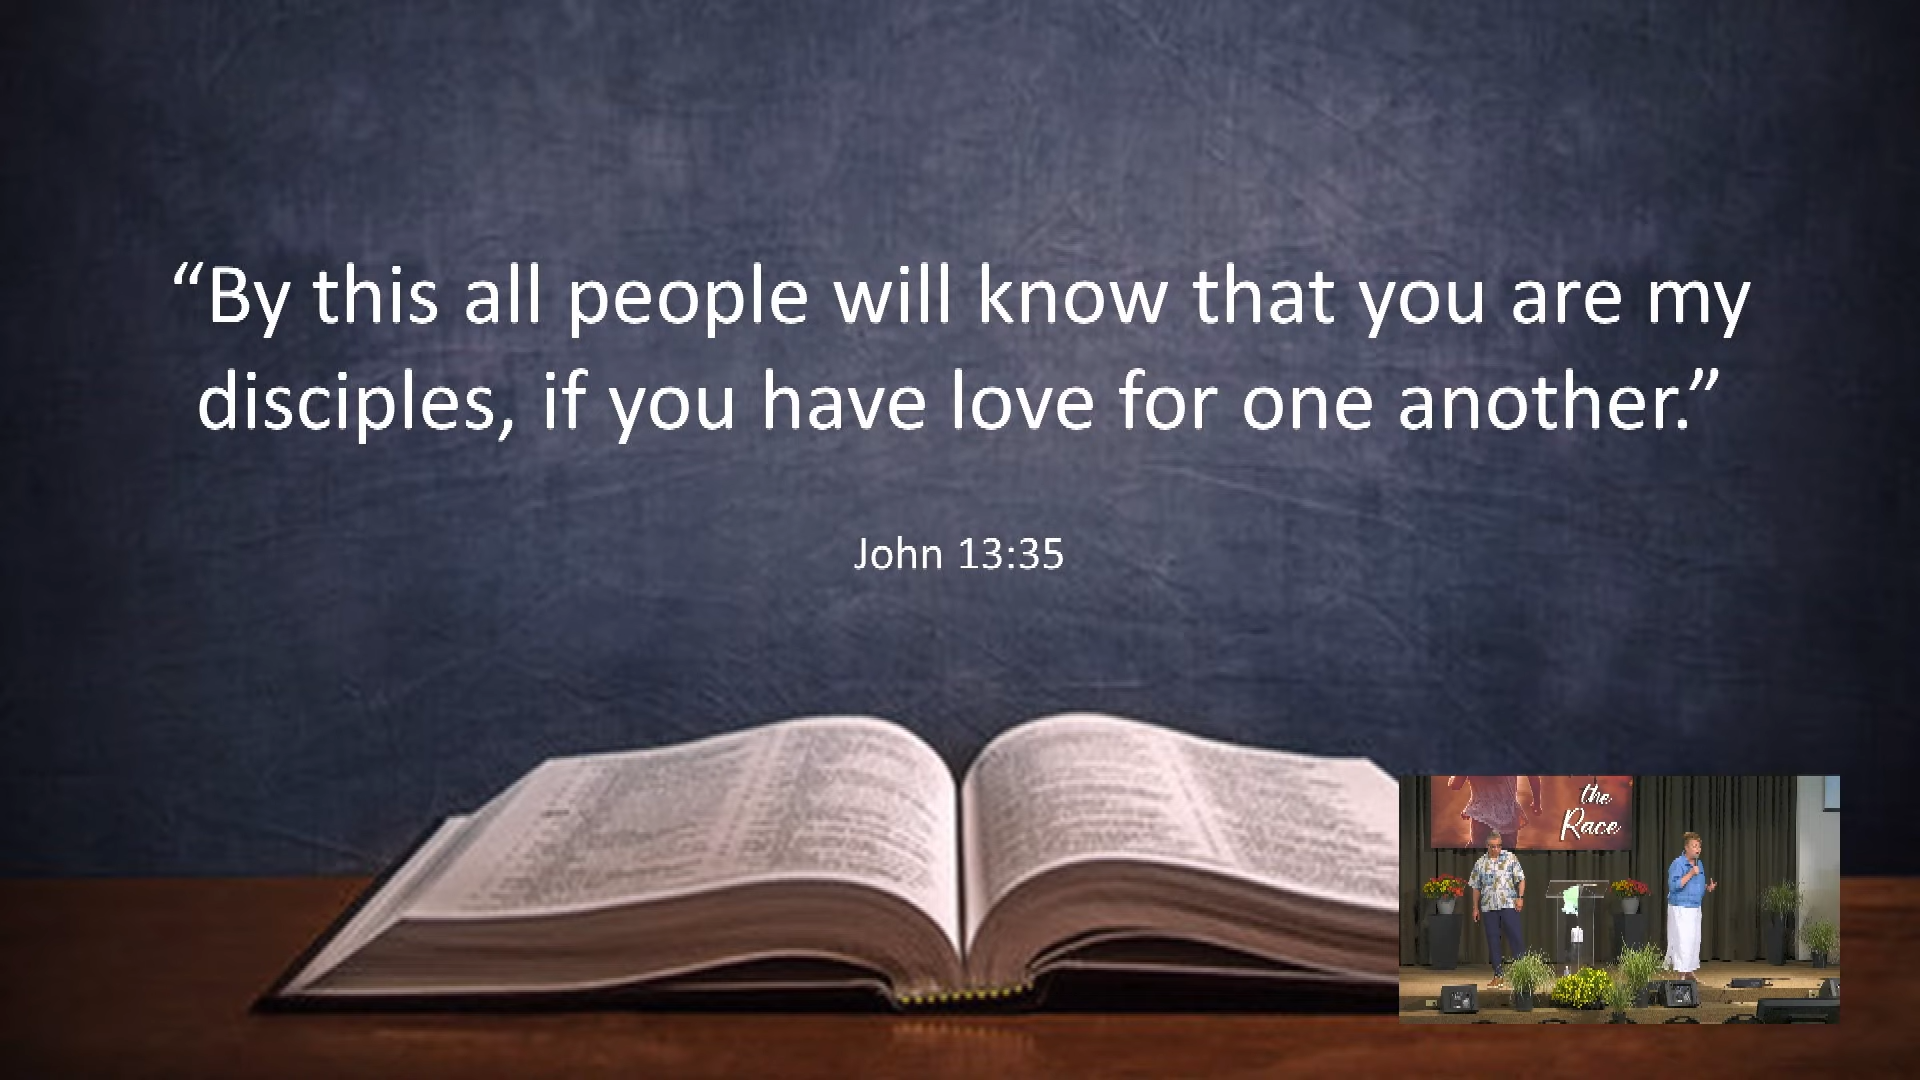 “By this all people will know that you are my
disciples, if you have love for one another.”
John 13:35
the
Race